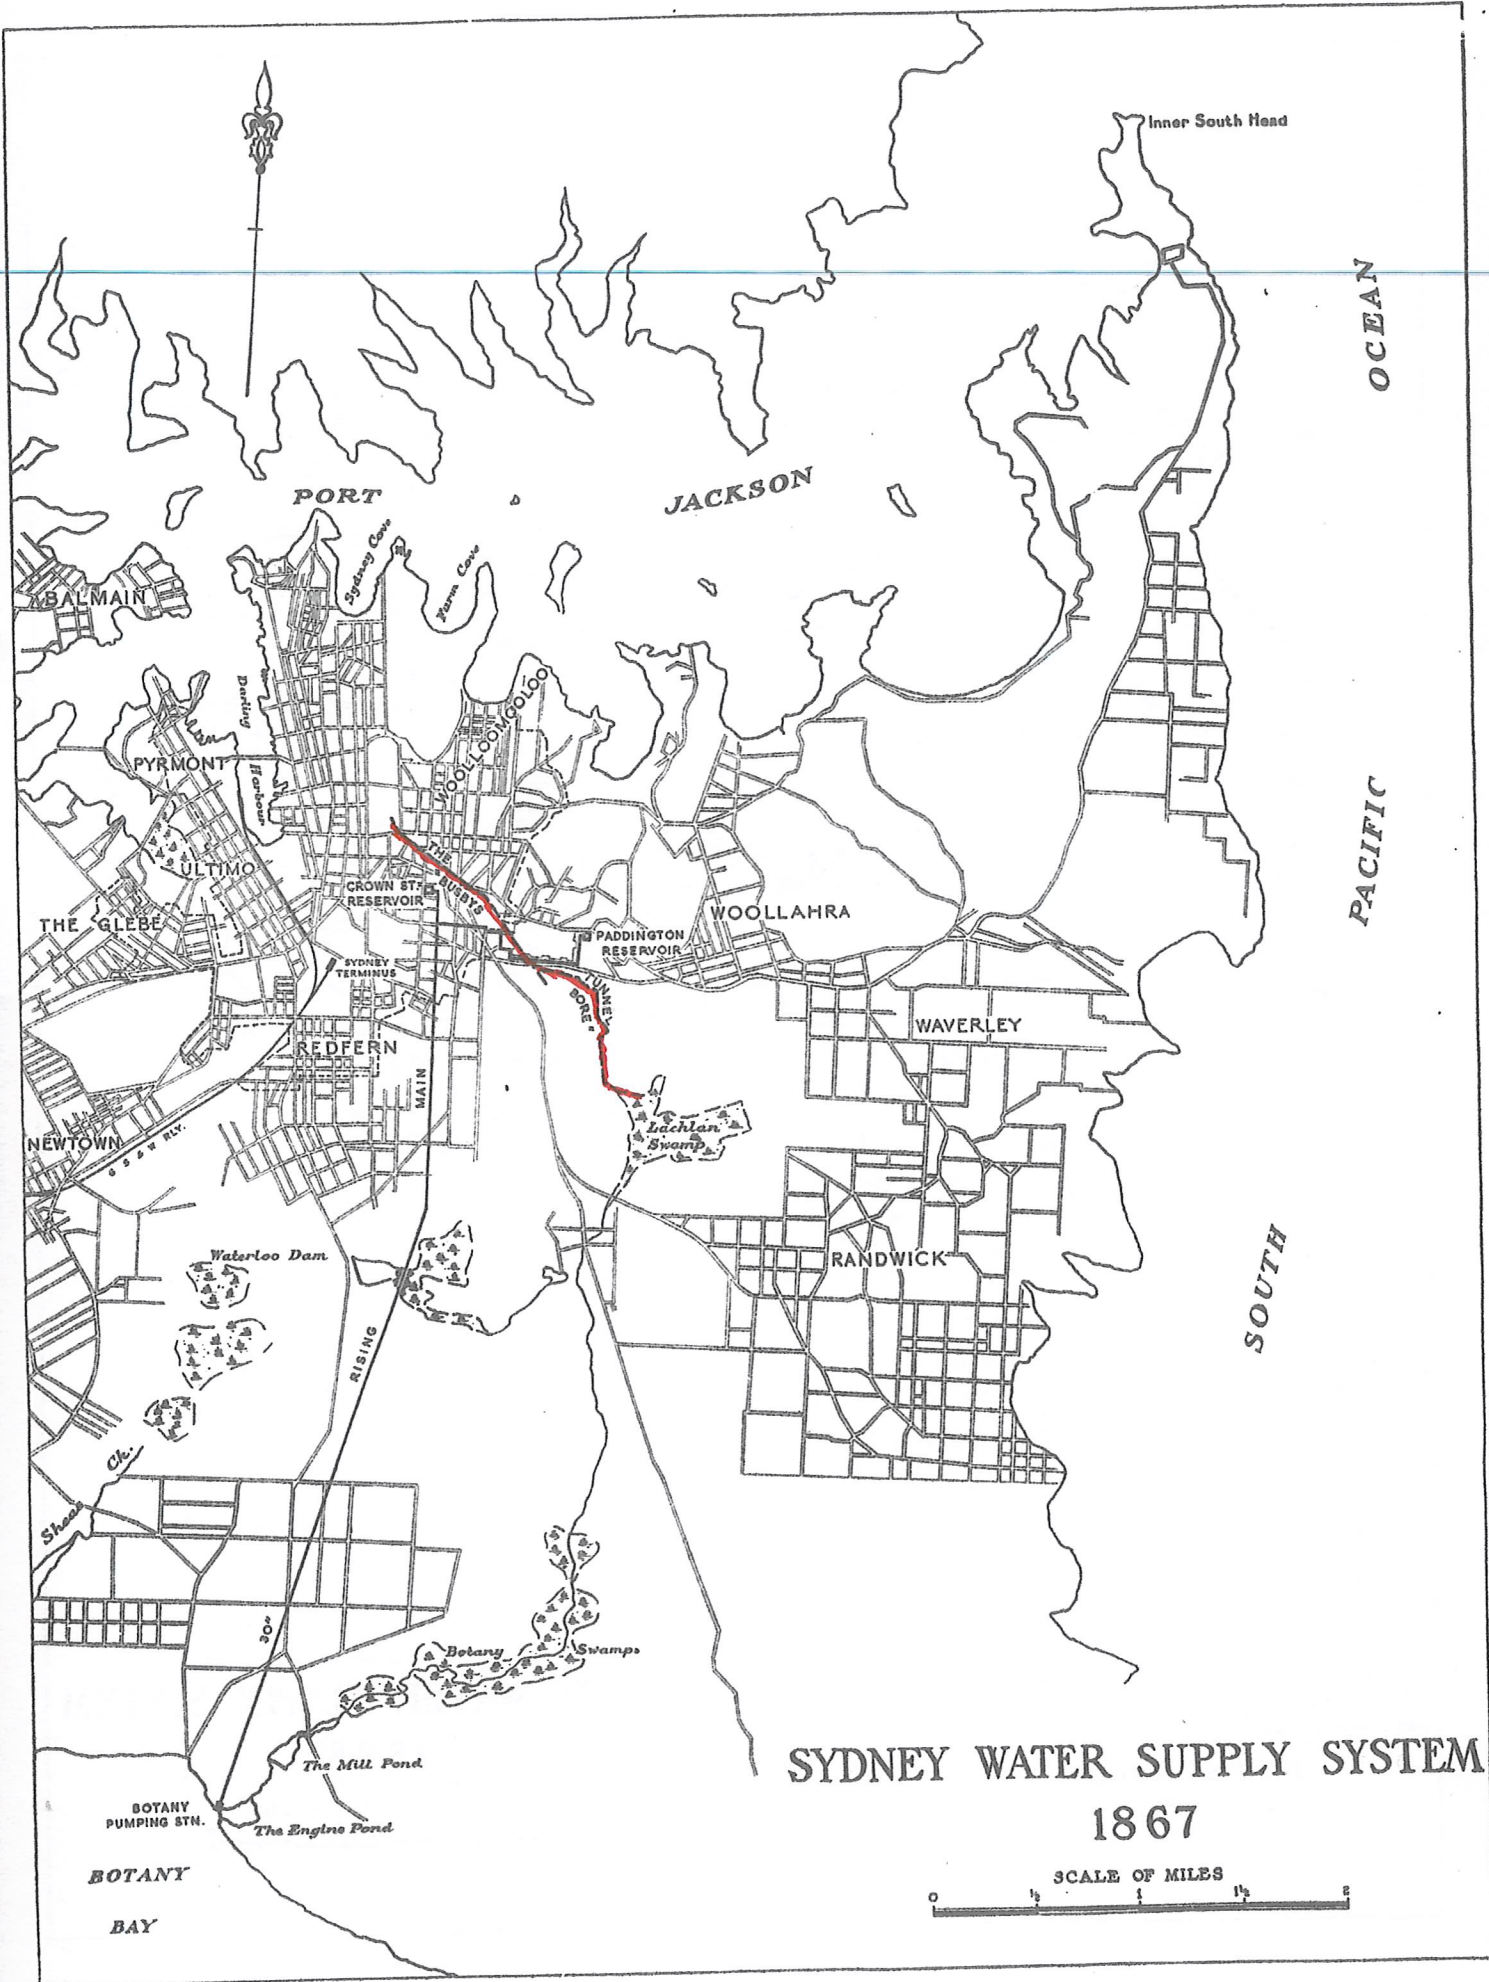 Inner South Head
OCEAN
PORT
JACKSON
Sydney Cove
Farm Cove
BALMAIN
Darling
Harbour
WOOLLOOMOOLOO
PYRMONT
PACIFIC
THE
BUSBYS
ULTIMO
CROWN ST.
RESERVOIR
WOOLLAHRA
THE GLEBE
PADDINGTON
RESERVOIR
SYDNEY
TERMINUS
TUNNEL
BORE"
WAVERLEY
REDFERN
MAIN
Lachlan
Swamp
NEWTOWN
G S & W RLY.
Waterloo Dam
RANDWICK
SOUTH
RISING
Ck.
Sheas
30"
Botany
Swamps
The Mill Pond
SYDNEY WATER SUPPLY SYSTEM
1867
BOTANY
PUMPING STN.
The Engine Pond
SCALE OF MILES
0 ½ 1 1½ 2
BOTANY
BAY